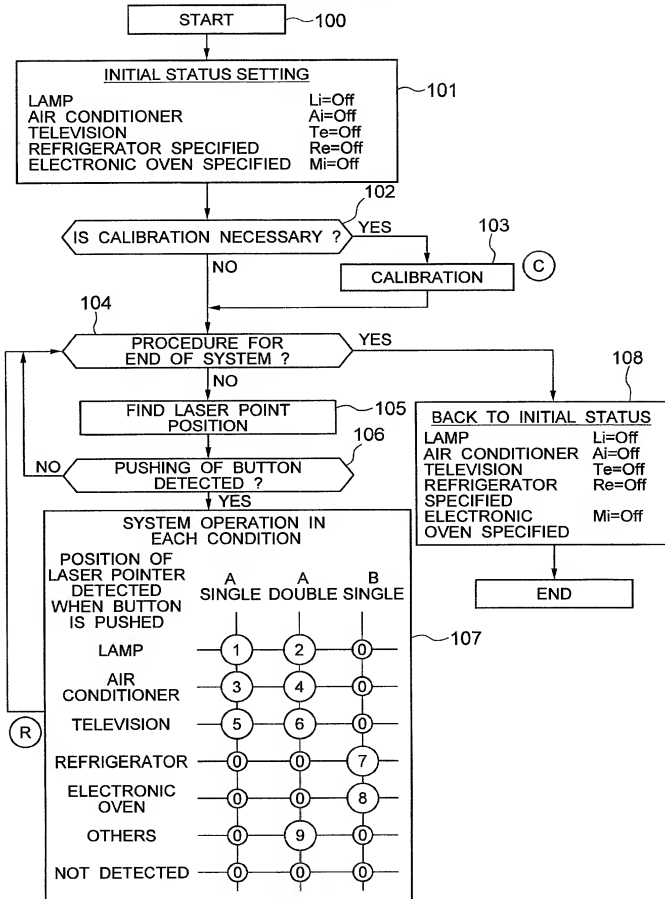 START
100
INITIAL STATUS SETTING
LAMP Li=Off
AIR CONDITIONER Ai=Off
TELEVISION Te=Off
REFRIGERATOR SPECIFIED Re=Off
ELECTRONIC OVEN SPECIFIED Mi=Off
101
102
IS CALIBRATION NECESSARY ?
YES
NO
103
CALIBRATION
C
104
PROCEDURE FOR
END OF SYSTEM ?
YES
NO
FIND LASER POINT
POSITION
105
106
NO
PUSHING OF BUTTON
DETECTED ?
YES
108
BACK TO INITIAL STATUS
LAMP Li=Off
AIR CONDITIONER Ai=Off
TELEVISION Te=Off
REFRIGERATOR Re=Off
SPECIFIED
ELECTRONIC Mi=Off
OVEN SPECIFIED
END
SYSTEM OPERATION IN
EACH CONDITION
POSITION OF
LASER POINTER
DETECTED
WHEN BUTTON
IS PUSHED
A
SINGLE
A
DOUBLE
B
SINGLE
107
LAMP 1 2 0
AIR
CONDITIONER 3 4 0
TELEVISION 5 6 0
R
REFRIGERATOR 0 0 7
ELECTRONIC
OVEN 0 0 8
OTHERS 0 9 0
NOT DETECTED 0 0 0